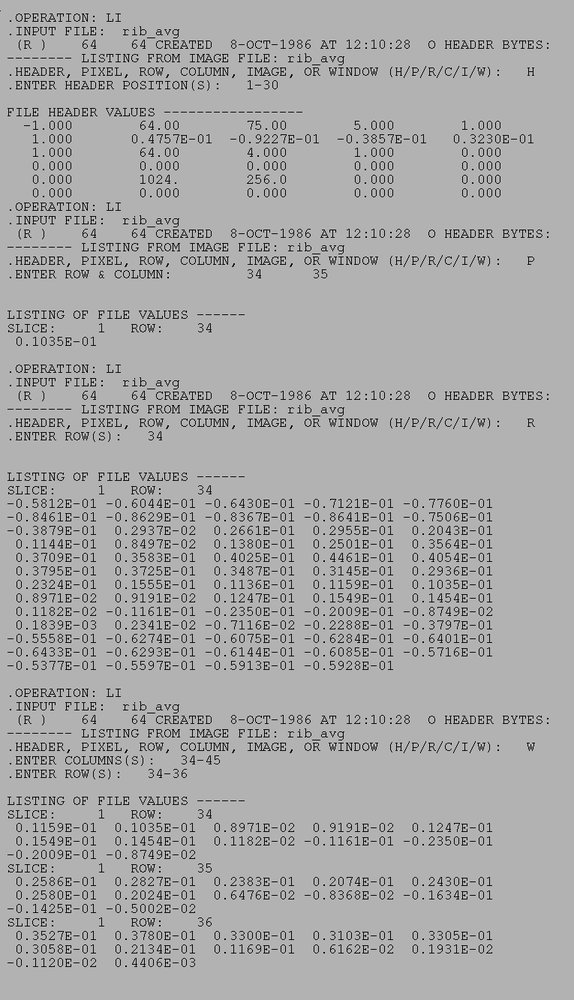 .OPERATION: LI
.INPUT FILE:  rib_avg
 (R )    64    64 CREATED  8-OCT-1986 AT 12:10:28  O HEADER BYTES:
-------- LISTING FROM IMAGE FILE: rib_avg
.HEADER, PIXEL, ROW, COLUMN, IMAGE, OR WINDOW (H/P/R/C/I/W):   H
.ENTER HEADER POSITION(S):   1-30
FILE HEADER VALUES -----------------
  -1.000        64.00        75.00        5.000        1.000
   1.000       0.4757E-01  -0.9227E-01  -0.3857E-01   0.3230E-01
   1.000        64.00        4.000        1.000        0.000
   0.000        0.000        0.000        0.000        0.000
   0.000        1024.        256.0        0.000        0.000
   0.000        0.000        0.000        0.000        0.000
.OPERATION: LI
.INPUT FILE:  rib_avg
 (R )    64    64 CREATED  8-OCT-1986 AT 12:10:28  O HEADER BYTES:
-------- LISTING FROM IMAGE FILE: rib_avg
.HEADER, PIXEL, ROW, COLUMN, IMAGE, OR WINDOW (H/P/R/C/I/W):   P
.ENTER ROW & COLUMN:         34      35
LISTING OF FILE VALUES ------
SLICE:     1   ROW:    34
 0.1035E-01
.OPERATION: LI
.INPUT FILE:  rib_avg
 (R )    64    64 CREATED  8-OCT-1986 AT 12:10:28  O HEADER BYTES:
-------- LISTING FROM IMAGE FILE: rib_avg
.HEADER, PIXEL, ROW, COLUMN, IMAGE, OR WINDOW (H/P/R/C/I/W):   R
.ENTER ROW(S):   34
LISTING OF FILE VALUES ------
SLICE:     1   ROW:    34
-0.5812E-01 -0.6044E-01 -0.6430E-01 -0.7121E-01 -0.7760E-01
-0.8461E-01 -0.8629E-01 -0.8367E-01 -0.8641E-01 -0.7506E-01
-0.3879E-01  0.2937E-02  0.2661E-01  0.2955E-01  0.2043E-01
 0.1144E-01  0.8497E-02  0.1380E-01  0.2501E-01  0.3564E-01
 0.3709E-01  0.3583E-01  0.4025E-01  0.4461E-01  0.4054E-01
 0.3795E-01  0.3725E-01  0.3487E-01  0.3145E-01  0.2936E-01
 0.2324E-01  0.1555E-01  0.1136E-01  0.1159E-01  0.1035E-01
 0.8971E-02  0.9191E-02  0.1247E-01  0.1549E-01  0.1454E-01
 0.1182E-02 -0.1161E-01 -0.2350E-01 -0.2009E-01 -0.8749E-02
 0.1839E-03  0.2341E-02 -0.7116E-02 -0.2288E-01 -0.3797E-01
-0.5558E-01 -0.6274E-01 -0.6075E-01 -0.6284E-01 -0.6401E-01
-0.6433E-01 -0.6293E-01 -0.6144E-01 -0.6085E-01 -0.5716E-01
-0.5377E-01 -0.5597E-01 -0.5913E-01 -0.5928E-01
.OPERATION: LI
.INPUT FILE:  rib_avg
 (R )    64    64 CREATED  8-OCT-1986 AT 12:10:28  O HEADER BYTES:
-------- LISTING FROM IMAGE FILE: rib_avg
.HEADER, PIXEL, ROW, COLUMN, IMAGE, OR WINDOW (H/P/R/C/I/W):   W
.ENTER COLUMNS(S):   34-45
.ENTER ROW(S):   34-36
LISTING OF FILE VALUES ------
SLICE:     1   ROW:    34
 0.1159E-01  0.1035E-01  0.8971E-02  0.9191E-02  0.1247E-01
 0.1549E-01  0.1454E-01  0.1182E-02 -0.1161E-01 -0.2350E-01
-0.2009E-01 -0.8749E-02
SLICE:     1   ROW:    35
 0.2586E-01  0.2827E-01  0.2383E-01  0.2074E-01  0.2430E-01
 0.2580E-01  0.2024E-01  0.6476E-02 -0.8368E-02 -0.1634E-01
-0.1425E-01 -0.5002E-02
SLICE:     1   ROW:    36
 0.3527E-01  0.3780E-01  0.3300E-01  0.3103E-01  0.3305E-01
 0.3058E-01  0.2134E-01  0.1169E-01  0.6162E-02  0.1931E-02
-0.1120E-02  0.4406E-03